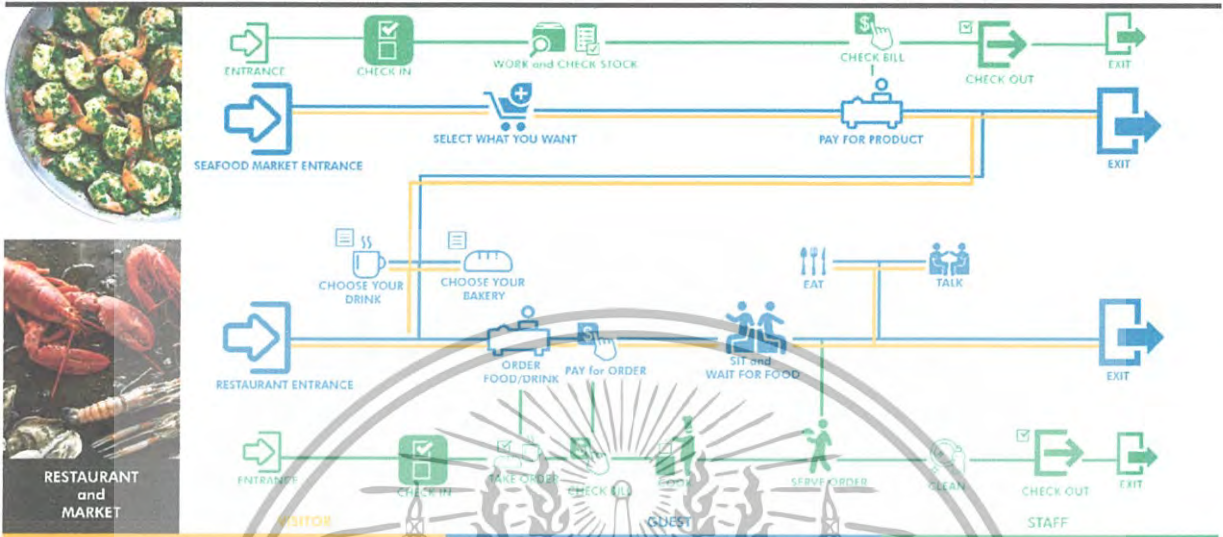 ENTRANCE
CHECK IN
WORK and CHECK STOCK
CHECK BILL
CHECK OUT
EXIT
SEAFOOD MARKET ENTRANCE
SELECT WHAT YOU WANT
PAY FOR PRODUCT
EXIT
CHOOSE YOUR
DRINK
CHOOSE YOUR
BAKERY
EAT
TALK
RESTAURANT ENTRANCE
ORDER
FOOD/DRINK
PAY for ORDER
SIT and
WAIT FOR FOOD
EXIT
ENTRANCE
CHECK IN
TAKE ORDER
CHECK BILL
COOK
SERVE ORDER
CLEAN
CHECK OUT
EXIT
RESTAURANT
and
MARKET
VISITOR
GUEST
STAFF